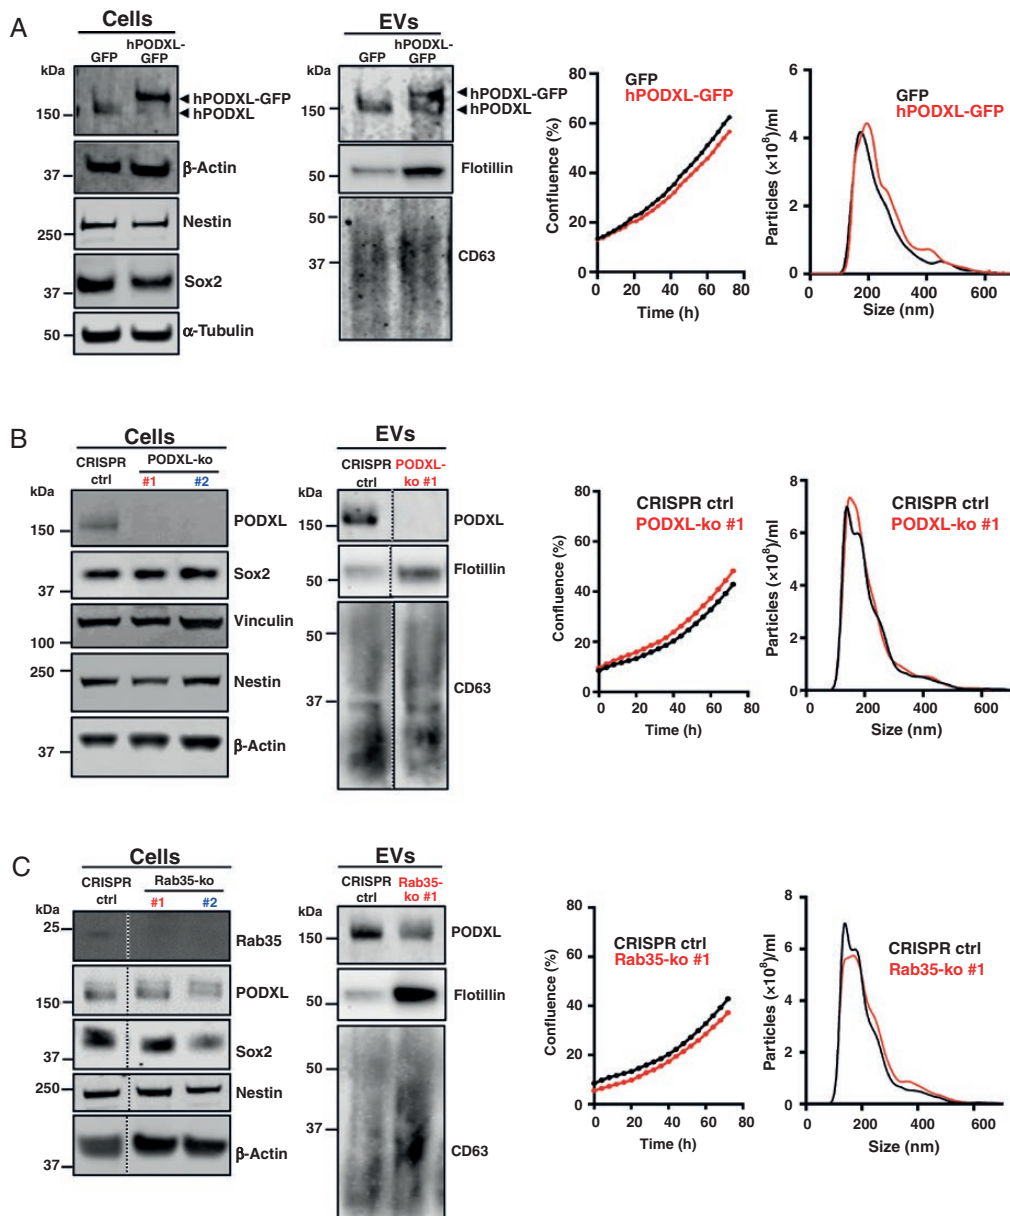 A
Cells
GFP
hPODXL-
GFP
kDa
150
hPODXL-GFP
hPODXL
37
β-Actin
250
Nestin
37
Sox2
50
α-Tubulin
EVs
GFP
hPODXL-
GFP
kDa
150
hPODXL-GFP
hPODXL
50
Flotillin
50
37
CD63
Confluence (%)
80
60
40
20
0
0 20 40 60 80
Time (h)
GFP
hPODXL-GFP
Particles (×10⁸)/ml
6
4
2
0
0 200 400 600
Size (nm)
GFP
hPODXL-GFP
B
Cells
CRISPR
ctrl
PODXL-ko
#1 #2
kDa
150
PODXL
37
Sox2
100
Vinculin
250
Nestin
37
β-Actin
EVs
CRISPR
ctrl
PODXL-
ko #1
kDa
150
PODXL
50
Flotillin
50
37
CD63
Confluence (%)
80
60
40
20
0
0 20 40 60 80
Time (h)
CRISPR ctrl
PODXL-ko #1
Particles (×10⁸)/ml
8
6
4
2
0
0 200 400 600
Size (nm)
CRISPR ctrl
PODXL-ko #1
C
Cells
CRISPR
ctrl
Rab35-ko
#1 #2
kDa
25
Rab35
150
PODXL
37
Sox2
250
Nestin
37
β-Actin
EVs
CRISPR
ctrl
Rab35-
ko #1
kDa
150
PODXL
50
Flotillin
50
37
CD63
Confluence (%)
80
60
40
20
0
0 20 40 60 80
Time (h)
CRISPR ctrl
Rab35-ko #1
Particles (×10⁸)/ml
8
6
4
2
0
0 200 400 600
Size (nm)
CRISPR ctrl
Rab35-ko #1